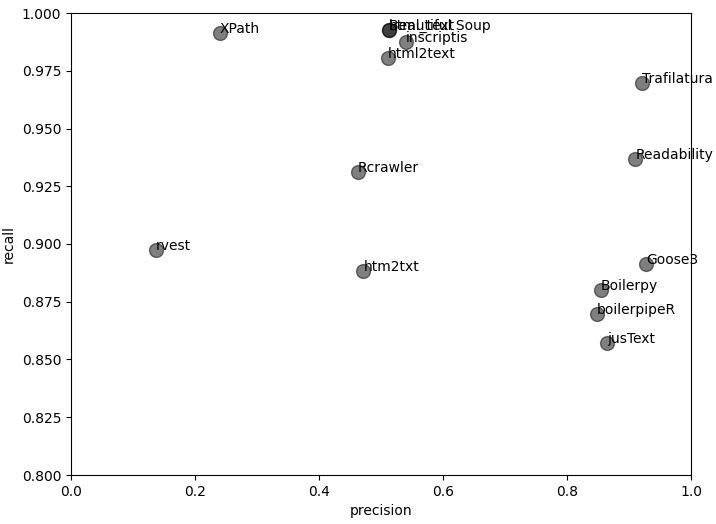 1.000
0.975
0.950
0.925
0.900
0.875
0.850
0.825
0.800
recall
XPath
Beautiful Soup
inscriptis
html2text
Trafilatura
Readability
Rcrawler
rvest
htm2txt
Goose3
Boilerpy
boilerpipeR
jusText
0.0 0.2 0.4 0.6 0.8 1.0
precision